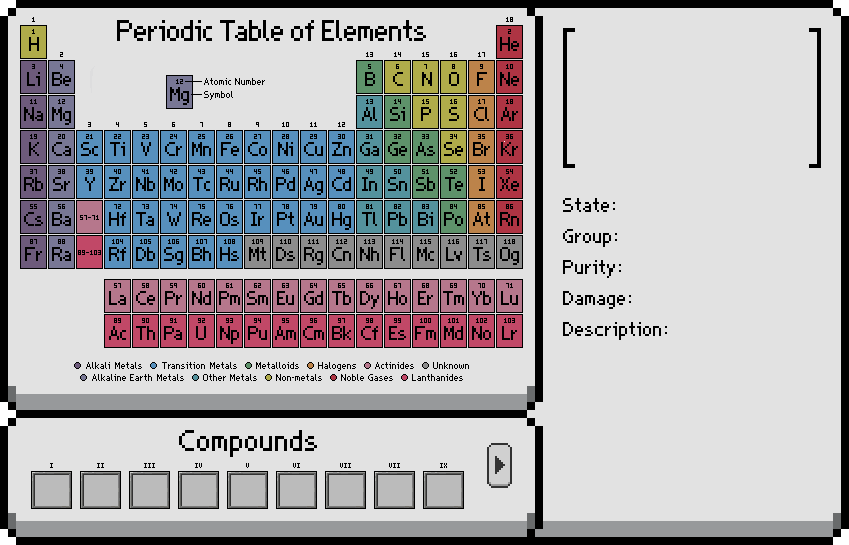 Periodic Table of Elements
1 18
1 2
H He
2 13 14 15 16 17
3 4 5 6 7 8 9 10
Li Be B C N O F Ne
12 Atomic Number
Mg Symbol
11 12 13 14 15 16 17 18
Na Mg Al Si P S Cl Ar
3 4 5 6 7 8 9 10 11 12
19 20 21 22 23 24 25 26 27 28 29 30 31 32 33 34 35 36
K Ca Sc Ti V Cr Mn Fe Co Ni Cu Zn Ga Ge As Se Br Kr
37 38 39 40 41 42 43 44 45 46 47 48 49 50 51 52 53 54
Rb Sr Y Zr Nb Mo Tc Ru Rh Pd Ag Cd In Sn Sb Te I Xe
55 56 72 73 74 75 76 77 78 79 80 81 82 83 84 85 86
Cs Ba 57-71 Hf Ta W Re Os Ir Pt Au Hg Tl Pb Bi Po At Rn
87 88 104 105 106 107 108 109 110 111 112 113 114 115 116 117 118
Fr Ra 89-103 Rf Db Sg Bh Hs Mt Ds Rg Cn Nh Fl Mc Lv Ts Og
57 58 59 60 61 62 63 64 65 66 67 68 69 70 71
La Ce Pr Nd Pm Sm Eu Gd Tb Dy Ho Er Tm Yb Lu
89 90 91 92 93 94 95 96 97 98 99 100 101 102 103
Ac Th Pa U Np Pu Am Cm Bk Cf Es Fm Md No Lr
Alkali Metals Transition Metals Metalloids Halogens Actinides Unknown
Alkaline Earth Metals Other Metals Non-metals Noble Gases Lanthanides
Compounds
I II III IV V VI VII VII IX
State:
Group:
Purity:
Damage:
Description: